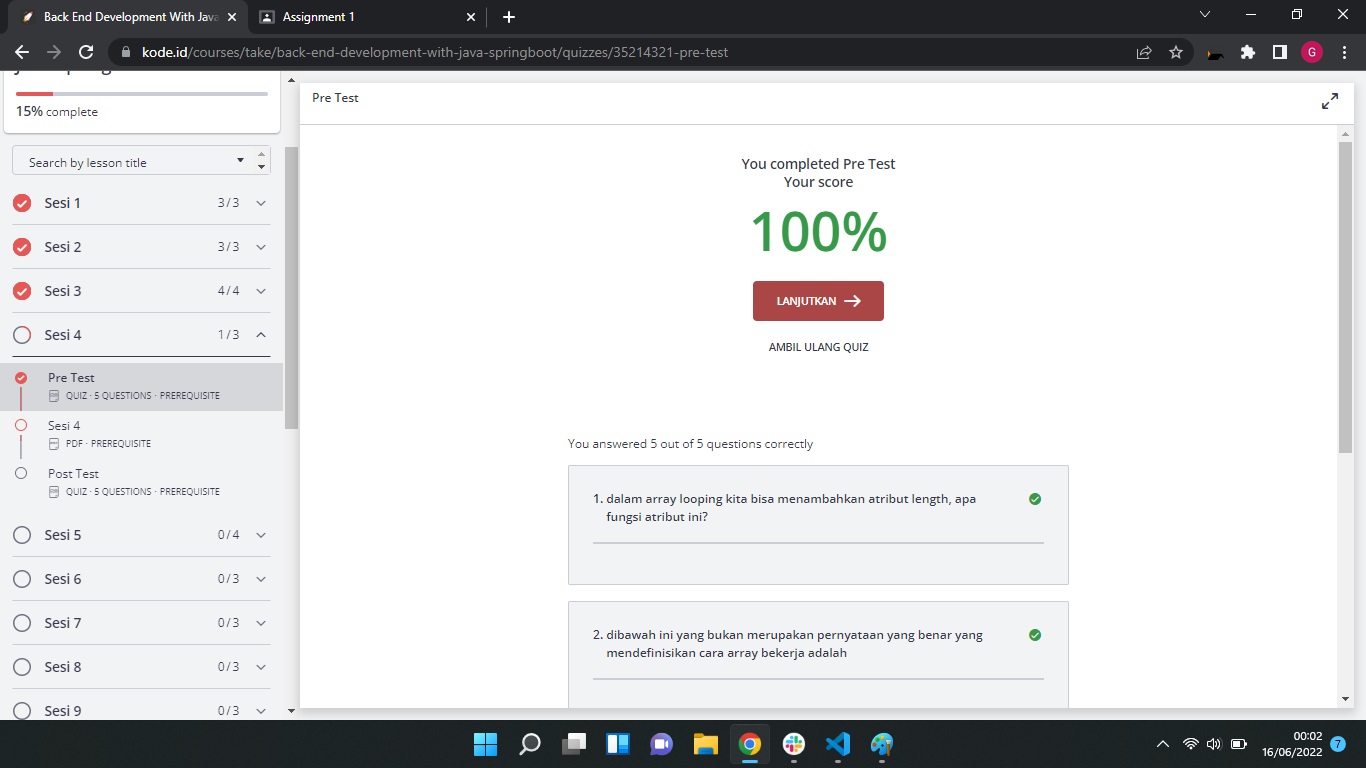 Back End Development With Java
Assignment 1
kode.id/courses/take/back-end-development-with-java-springboot/quizzes/35214321-pre-test
G
15% complete
Search by lesson title
Sesi 1 3/3
Sesi 2 3/3
Sesi 3 4/4
Sesi 4 1/3
Pre Test
QUIZ · 5 QUESTIONS · PREREQUISITE
Sesi 4
PDF · PREREQUISITE
Post Test
QUIZ · 5 QUESTIONS · PREREQUISITE
Sesi 5 0/4
Sesi 6 0/3
Sesi 7 0/3
Sesi 8 0/3
Sesi 9 0/3
Pre Test
You completed Pre Test
Your score
100%
LANJUTKAN
AMBIL ULANG QUIZ
You answered 5 out of 5 questions correctly
1. dalam array looping kita bisa menambahkan atribut length, apa
fungsi atribut ini?
2. dibawah ini yang bukan merupakan pernyataan yang benar yang
mendefinisikan cara array bekerja adalah
00:02
16/06/2022
7